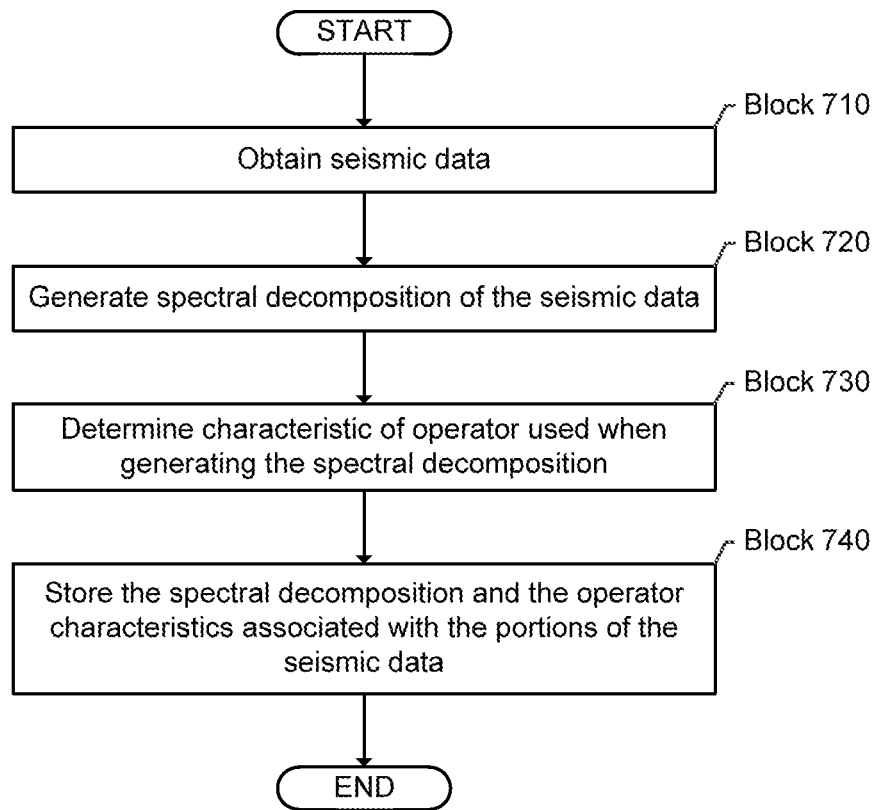 START
Block 710
Obtain seismic data
Block 720
Generate spectral decomposition of the seismic data
Block 730
Determine characteristic of operator used when
generating the spectral decomposition
Block 740
Store the spectral decomposition and the operator
characteristics associated with the portions of the
seismic data
END